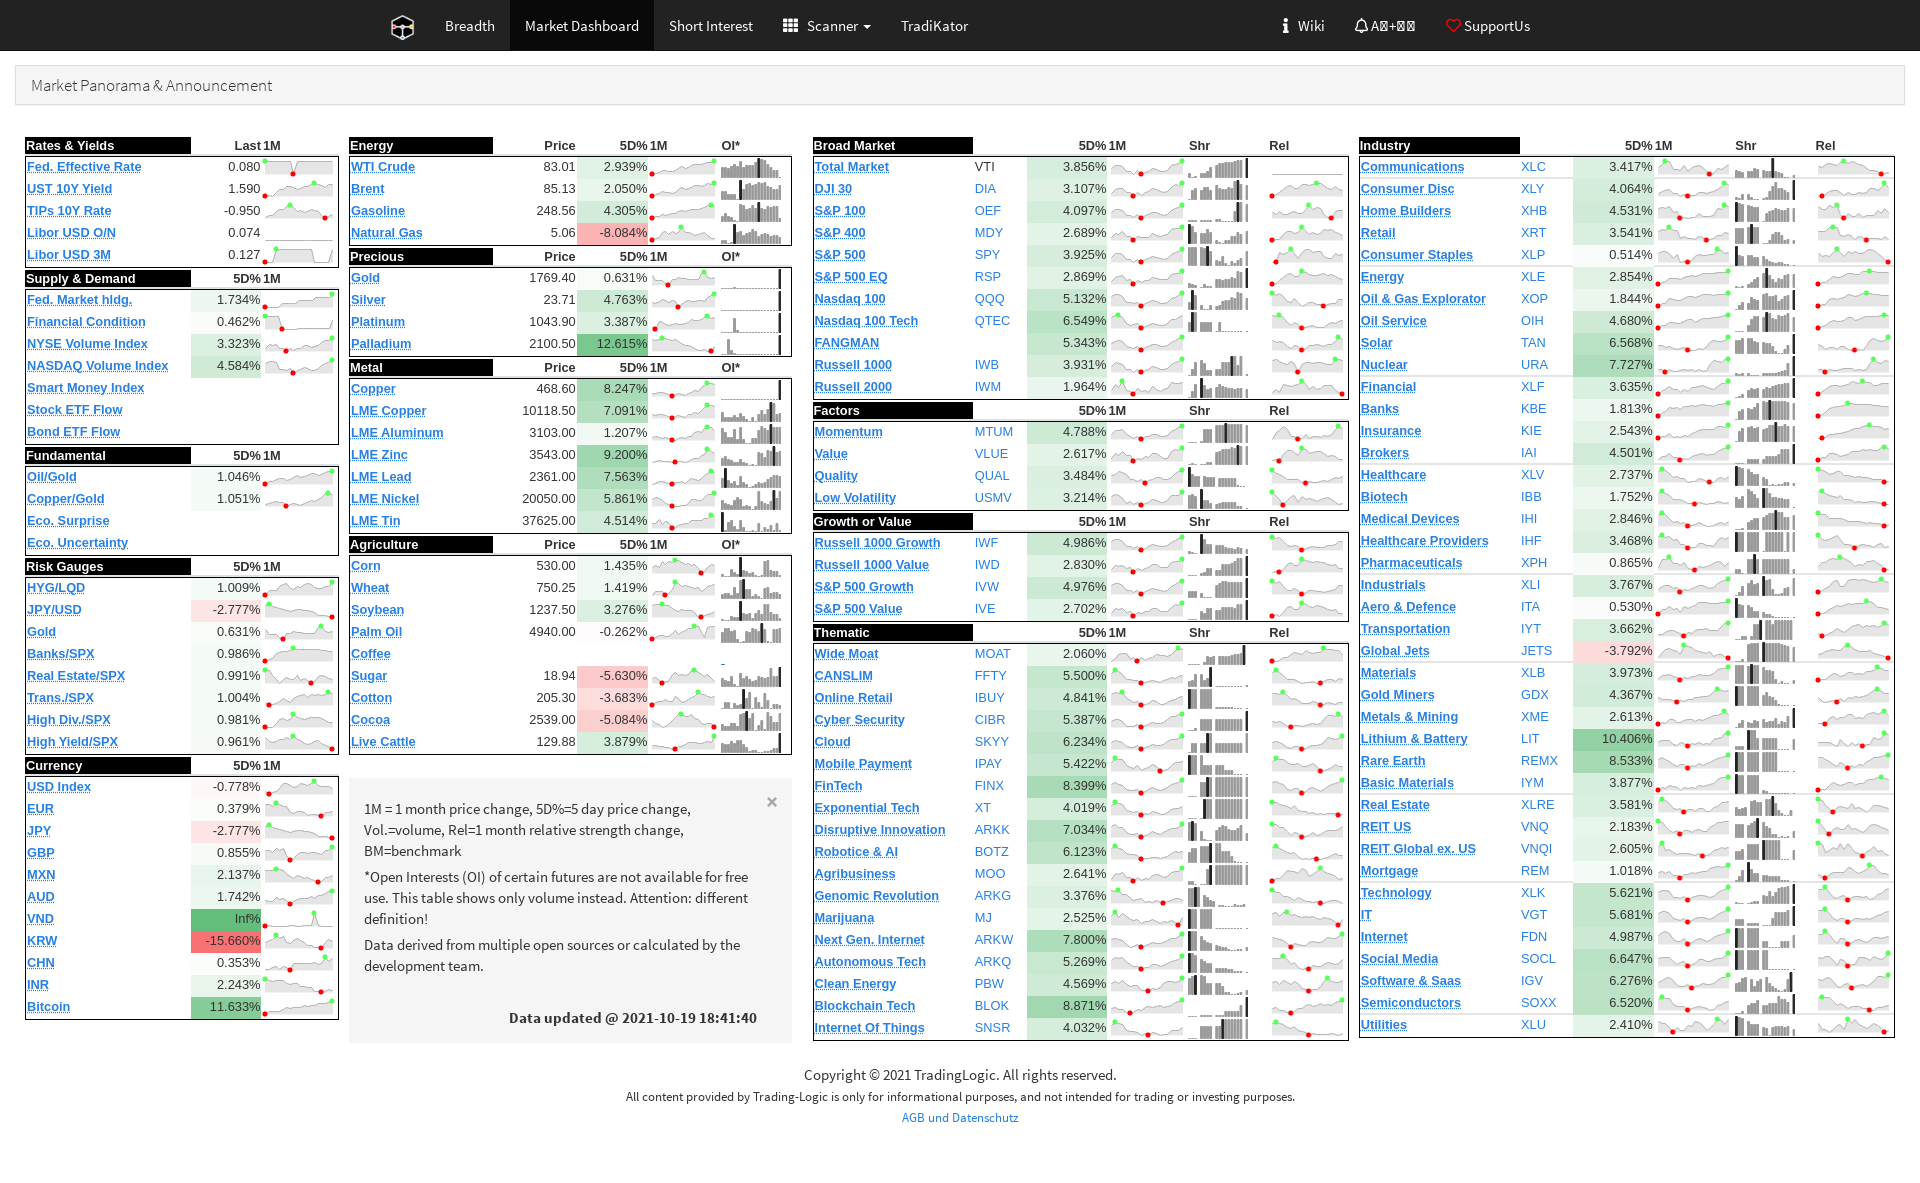 Breadth Market Dashboard Short Interest Scanner TradiKator Wiki SupportUs
Market Panorama & Announcement
Rates & Yields Last 1M
Fed. Effective Rate 0.080
UST 10Y Yield 1.590
TIPs 10Y Rate -0.950
Libor USD O/N 0.074
Libor USD 3M 0.127
Supply & Demand 5D% 1M
Fed. Market hldg. 1.734%
Financial Condition 0.462%
NYSE Volume Index 3.323%
NASDAQ Volume Index 4.584%
Smart Money Index
Stock ETF Flow
Bond ETF Flow
Fundamental 5D% 1M
Oil/Gold 1.046%
Copper/Gold 1.051%
Eco. Surprise
Eco. Uncertainty
Risk Gauges 5D% 1M
HYG/LQD 1.009%
JPY/USD -2.777%
Gold 0.631%
Banks/SPX 0.986%
Real Estate/SPX 0.991%
Trans./SPX 1.004%
High Div./SPX 0.981%
High Yield/SPX 0.961%
Currency 5D% 1M
USD Index -0.778%
EUR 0.379%
JPY -2.777%
GBP 0.855%
MXN 2.137%
AUD 1.742%
VND Inf%
KRW -15.660%
CHN 0.353%
INR 2.243%
Bitcoin 11.633%
Energy Price 5D% 1M OI*
WTI Crude 83.01 2.939%
Brent 85.13 2.050%
Gasoline 248.56 4.305%
Natural Gas 5.06 -8.084%
Precious Price 5D% 1M OI*
Gold 1769.40 0.631%
Silver 23.71 4.763%
Platinum 1043.90 3.387%
Palladium 2100.50 12.615%
Metal Price 5D% 1M OI*
Copper 468.60 8.247%
LME Copper 10118.50 7.091%
LME Aluminum 3103.00 1.207%
LME Zinc 3543.00 9.200%
LME Lead 2361.00 7.563%
LME Nickel 20050.00 5.861%
LME Tin 37625.00 4.514%
Agriculture Price 5D% 1M OI*
Corn 530.00 1.435%
Wheat 750.25 1.419%
Soybean 1237.50 3.276%
Palm Oil 4940.00 -0.262%
Coffee
Sugar 18.94 -5.630%
Cotton 205.30 -3.683%
Cocoa 2539.00 -5.084%
Live Cattle 129.88 3.879%
×
1M = 1 month price change, 5D%=5 day price change,
Vol.=volume, Rel=1 month relative strength change,
BM=benchmark
*Open Interests (OI) of certain futures are not available for free
use. This table shows only volume instead. Attention: different
definition!
Data derived from multiple open sources or calculated by the
development team.
Data updated @ 2021-10-19 18:41:40
Broad Market 5D% 1M Shr Rel
Total Market VTI 3.856%
DJI 30 DIA 3.107%
S&P 100 OEF 4.097%
S&P 400 MDY 2.689%
S&P 500 SPY 3.925%
S&P 500 EQ RSP 2.869%
Nasdaq 100 QQQ 5.132%
Nasdaq 100 Tech QTEC 6.549%
FANGMAN 5.343%
Russell 1000 IWB 3.931%
Russell 2000 IWM 1.964%
Factors 5D% 1M Shr Rel
Momentum MTUM 4.788%
Value VLUE 2.617%
Quality QUAL 3.484%
Low Volatility USMV 3.214%
Growth or Value 5D% 1M Shr Rel
Russell 1000 Growth IWF 4.986%
Russell 1000 Value IWD 2.830%
S&P 500 Growth IVW 4.976%
S&P 500 Value IVE 2.702%
Thematic 5D% 1M Shr Rel
Wide Moat MOAT 2.060%
CANSLIM FFTY 5.500%
Online Retail IBUY 4.841%
Cyber Security CIBR 5.387%
Cloud SKYY 6.234%
Mobile Payment IPAY 5.422%
FinTech FINX 8.399%
Exponential Tech XT 4.019%
Disruptive Innovation ARKK 7.034%
Robotice & AI BOTZ 6.123%
Agribusiness MOO 2.641%
Genomic Revolution ARKG 3.376%
Marijuana MJ 2.525%
Next Gen. Internet ARKW 7.800%
Autonomous Tech ARKQ 5.269%
Clean Energy PBW 4.569%
Blockchain Tech BLOK 8.871%
Internet Of Things SNSR 4.032%
Industry 5D% 1M Shr Rel
Communications XLC 3.417%
Consumer Disc XLY 4.064%
Home Builders XHB 4.531%
Retail XRT 3.541%
Consumer Staples XLP 0.514%
Energy XLE 2.854%
Oil & Gas Explorator XOP 1.844%
Oil Service OIH 4.680%
Solar TAN 6.568%
Nuclear URA 7.727%
Financial XLF 3.635%
Banks KBE 1.813%
Insurance KIE 2.543%
Brokers IAI 4.501%
Healthcare XLV 2.737%
Biotech IBB 1.752%
Medical Devices IHI 2.846%
Healthcare Providers IHF 3.468%
Pharmaceuticals XPH 0.865%
Industrials XLI 3.767%
Aero & Defence ITA 0.530%
Transportation IYT 3.662%
Global Jets JETS -3.792%
Materials XLB 3.973%
Gold Miners GDX 4.367%
Metals & Mining XME 2.613%
Lithium & Battery LIT 10.406%
Rare Earth REMX 8.533%
Basic Materials IYM 3.877%
Real Estate XLRE 3.581%
REIT US VNQ 2.183%
REIT Global ex. US VNQI 2.605%
Mortgage REM 1.018%
Technology XLK 5.621%
IT VGT 5.681%
Internet FDN 4.987%
Social Media SOCL 6.647%
Software & Saas IGV 6.276%
Semiconductors SOXX 6.520%
Utilities XLU 2.410%
Copyright © 2021 TradingLogic. All rights reserved.
All content provided by Trading-Logic is only for informational purposes, and not intended for trading or investing purposes.
AGB und Datenschutz